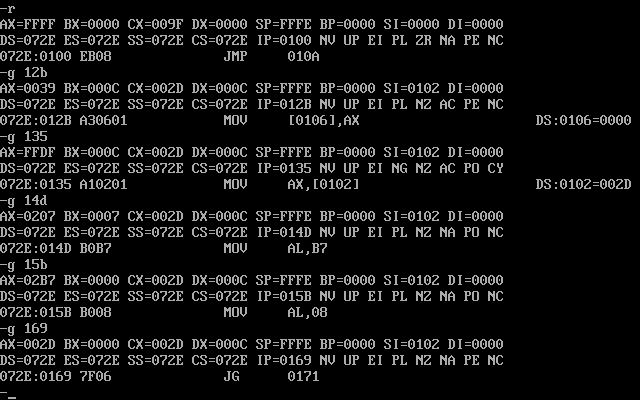 -r
AX=FFFF BX=0000 CX=009F DX=0000 SP=FFFE BP=0000 SI=0000 DI=0000
DS=072E ES=072E SS=072E CS=072E IP=0100 NV UP EI PL ZR NA PE NC
072E:0100 EB08 JMP 010A
-g 12b
AX=0039 BX=000C CX=002D DX=000C SP=FFFE BP=0000 SI=0102 DI=0000
DS=072E ES=072E SS=072E CS=072E IP=012B NV UP EI PL NZ AC PE NC
072E:012B A30601 MOV [0106],AX DS:0106=0000
-g 135
AX=FFDF BX=000C CX=002D DX=000C SP=FFFE BP=0000 SI=0102 DI=0000
DS=072E ES=072E SS=072E CS=072E IP=0135 NV UP EI NG NZ AC PO CY
072E:0135 A10201 MOV AX,[0102] DS:0102=002D
-g 14d
AX=0207 BX=0007 CX=002D DX=000C SP=FFFE BP=0000 SI=0102 DI=0000
DS=072E ES=072E SS=072E CS=072E IP=014D NV UP EI PL NZ NA PO NC
072E:014D B0B7 MOV AL,B7
-g 15b
AX=02B7 BX=000C CX=002D DX=000C SP=FFFE BP=0000 SI=0102 DI=0000
DS=072E ES=072E SS=072E CS=072E IP=015B NV UP EI PL NZ NA PO NC
072E:015B B008 MOV AL,08
-g 169
AX=002D BX=000C CX=002D DX=000C SP=FFFE BP=0000 SI=0102 DI=0000
DS=072E ES=072E SS=072E CS=072E IP=0169 NV UP EI PL NZ NA PE NC
072E:0169 7F06 JG 0171
-_